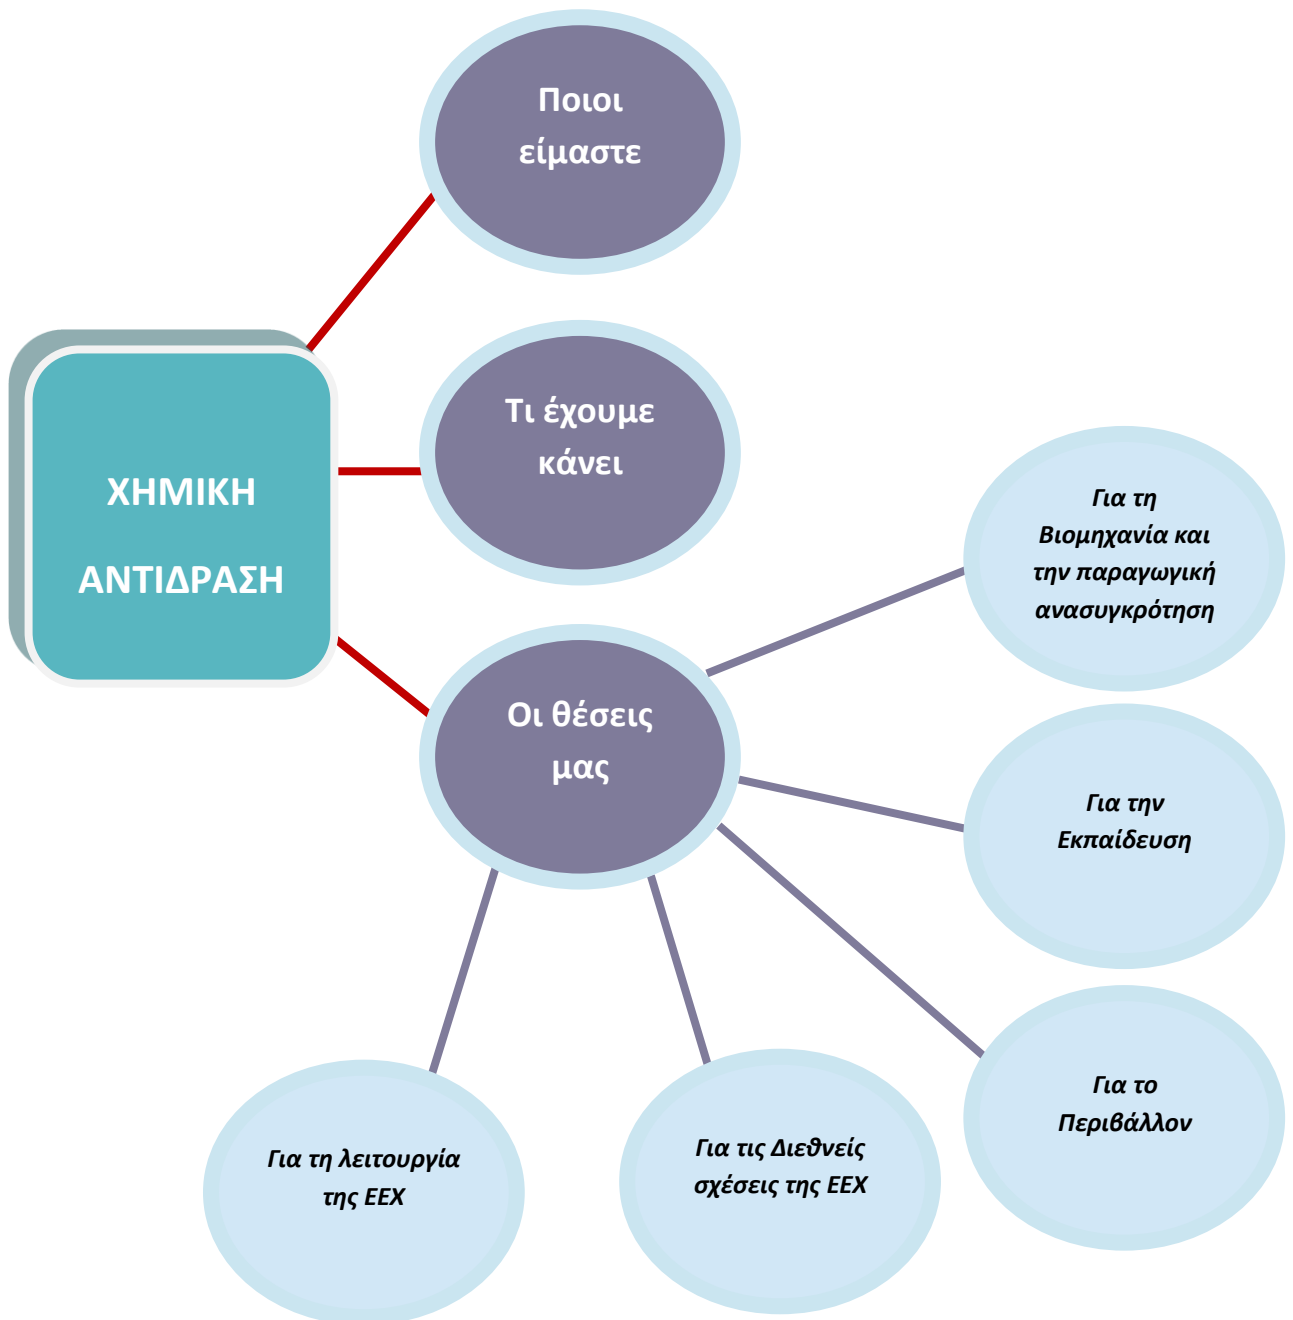 Ποιοι
είμαστε
Τι έχουμε
κάνει
ΧΗΜΙΚΗ
ΑΝΤΙΔΡΑΣΗ
Οι θέσεις
μας
Για τη
Βιομηχανία και
την παραγωγική
ανασυγκρότηση
Για την
Εκπαίδευση
Για το
Περιβάλλον
Για τις Διεθνείς
σχέσεις της ΕΕΧ
Για τη λειτουργία
της ΕΕΧ